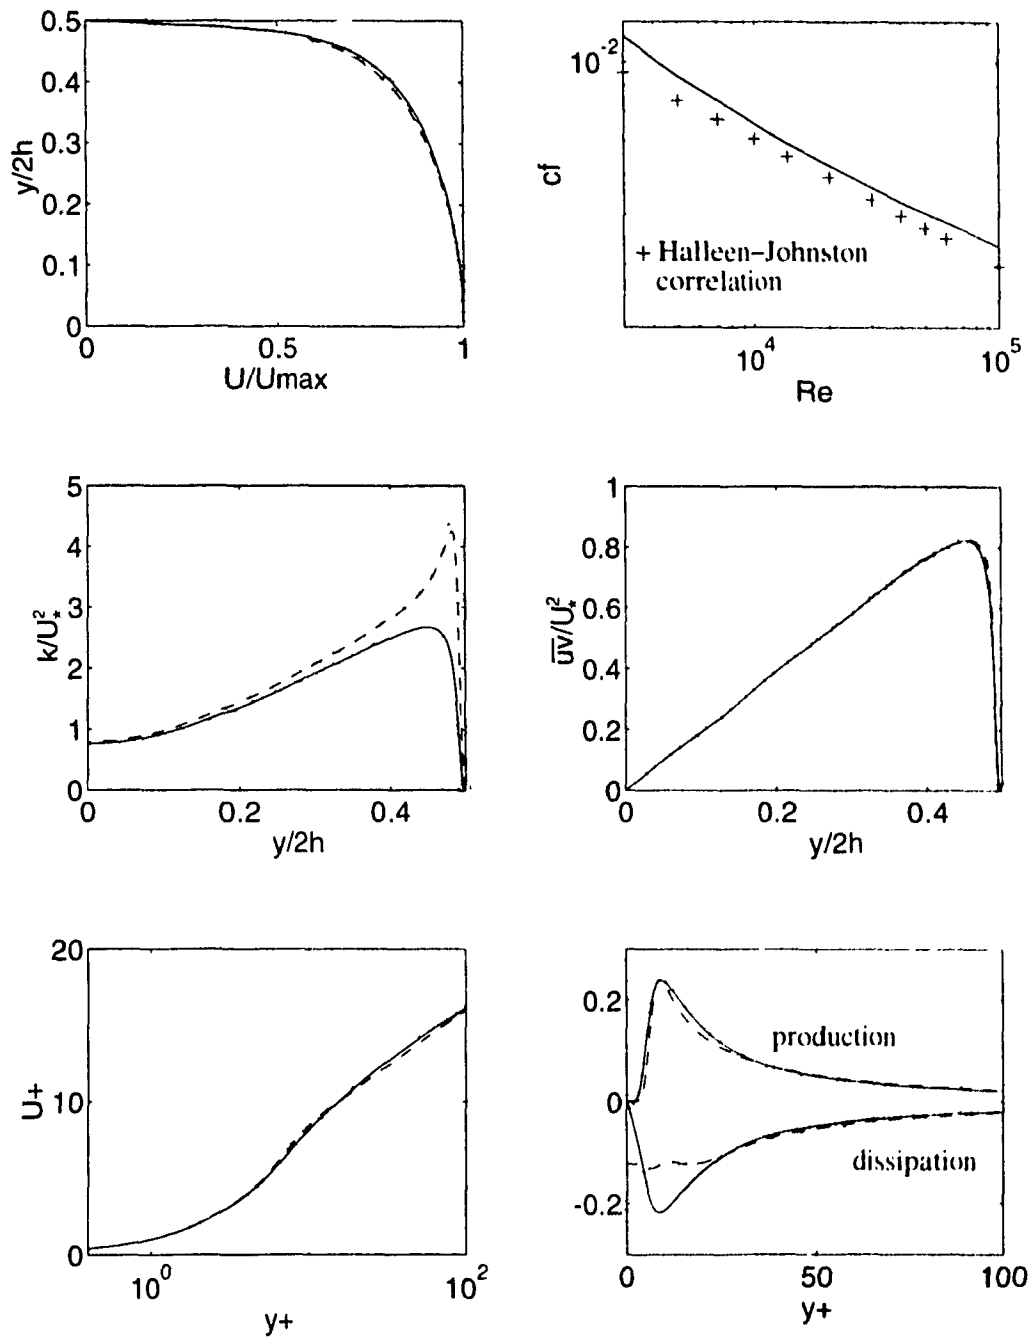 0.5
0.4
0.3
0.2
0.1
0
y/2h
0
0.5
1
U/Umax
10^-2
cf
+ Halleen–Johnston
correlation
10^4
10^5
Re
5
4
3
2
1
0
k/U*^2
0
0.2
0.4
y/2h
1
0.8
0.6
0.4
0.2
0
u̅v̅/U*^2
0
0.2
0.4
y/2h
20
10
0
U+
10^0
10^2
y+
0.2
0
-0.2
production
dissipation
0
50
100
y+